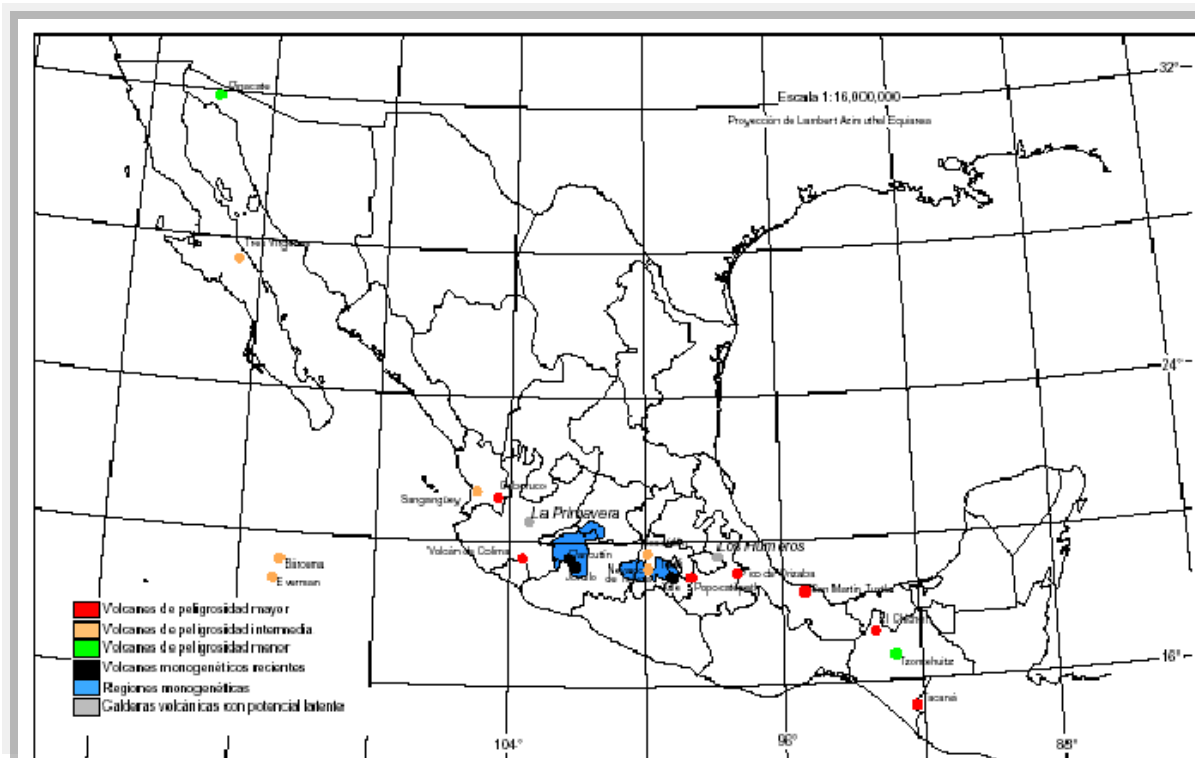 Pinacate
32°
Escala 1:16,000,000
Proyección de Lambert Azimuthal Equiarea
Tres Vírgenes
24°
Ceboruco
Sangangüey
La Primavera
Volcán de Colima
Paricutín
Jorullo
Los Humeros
Popocatépetl
Pico de Orizaba
San Martín Tuxtla
El Chichón
Bárcena
Everman
Volcanes de peligrosidad mayor
Volcanes de peligrosidad intermedia
Volcanes de peligrosidad menor
Volcanes monogenéticos recientes
Regiones monogenéticas
Calderas volcánicas con potencial latente
Tzontehuitz
16°
Tacaná
104°
96°
88°